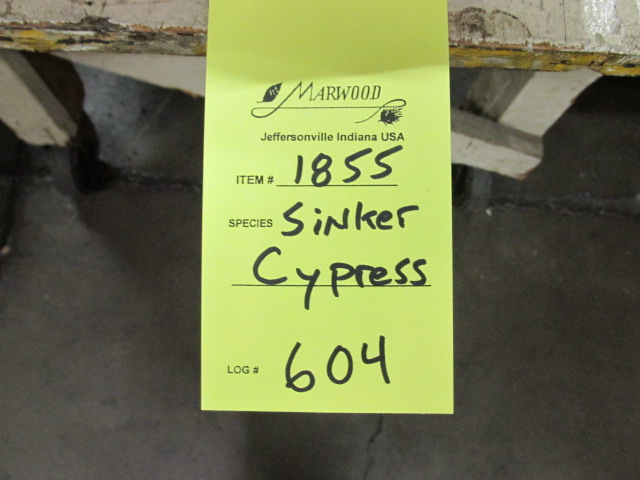 MARWOOD
Jeffersonville Indiana USA
ITEM # 1855
SPECIES Sinker
Cypress
LOG # 604